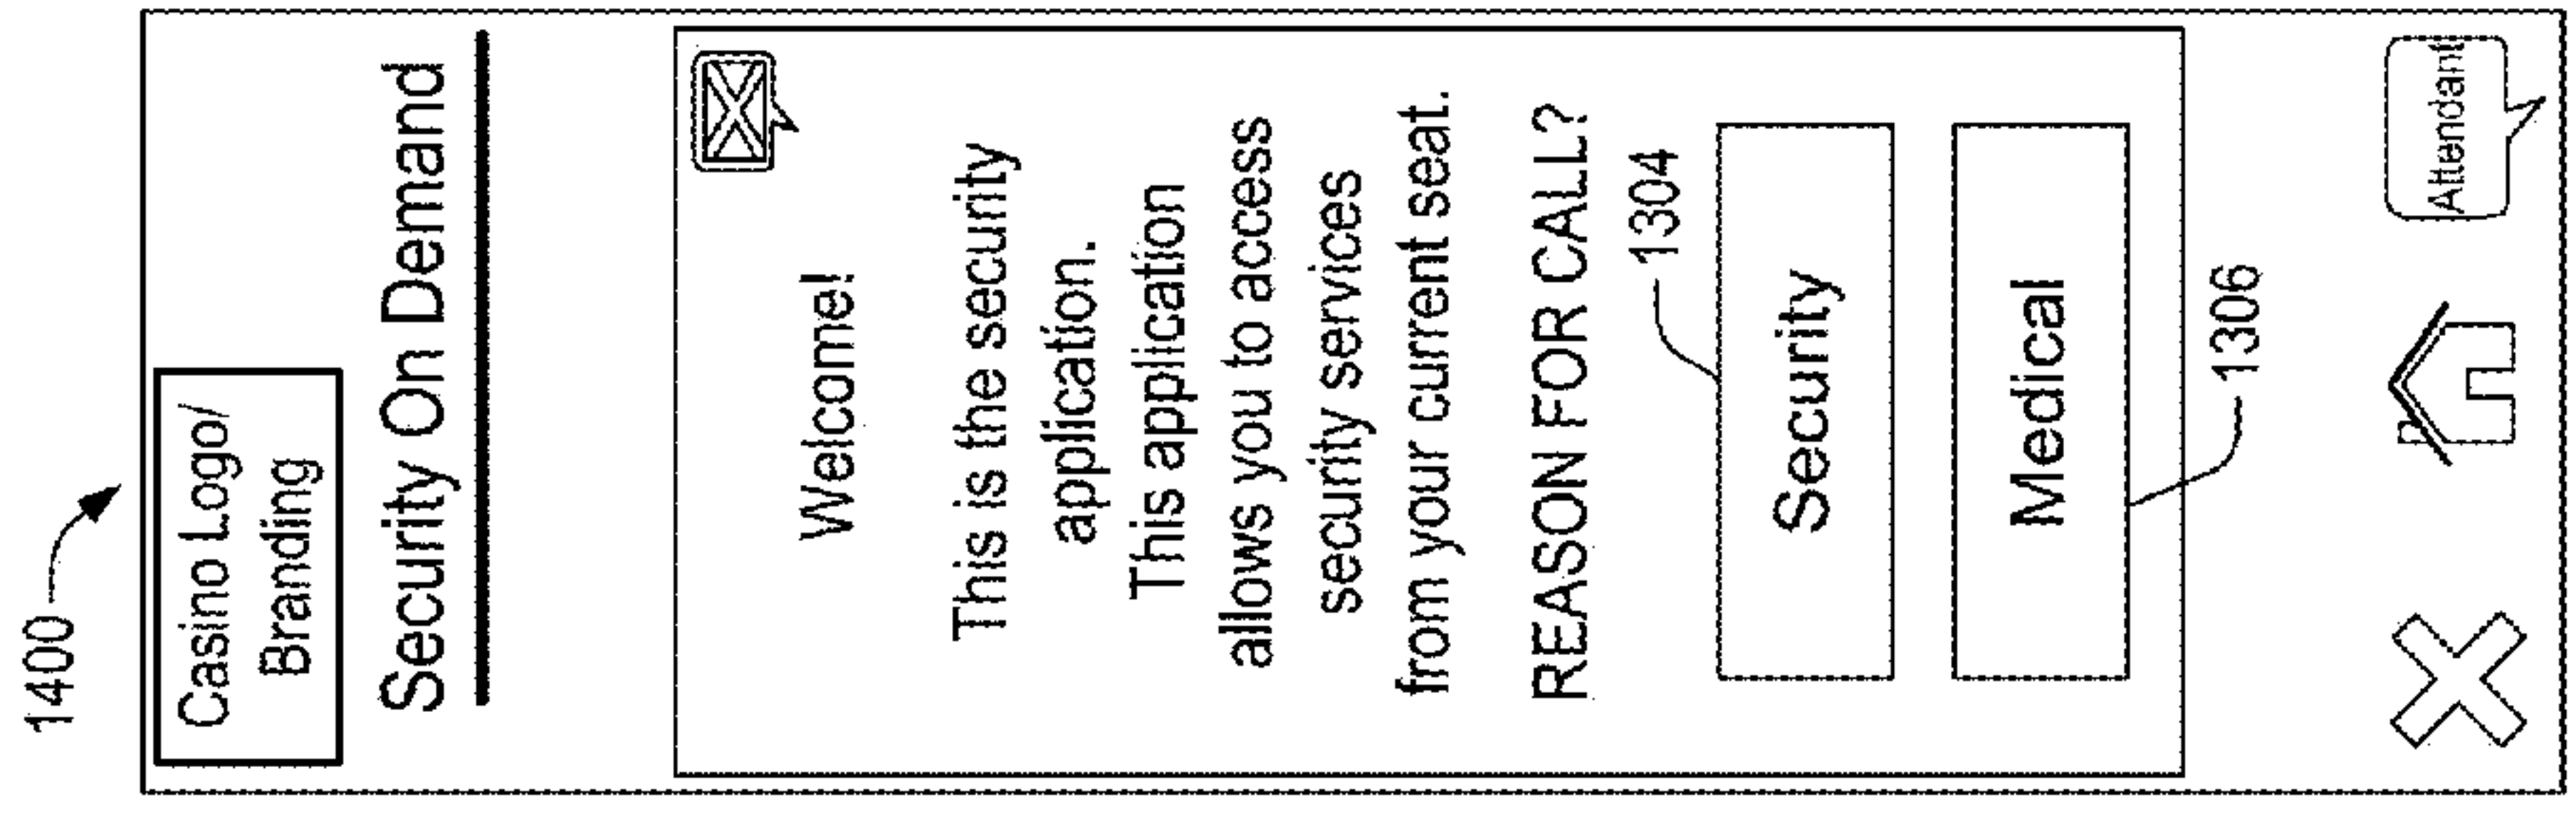 1400
Casino Logo/
Branding
Security On Demand
Welcome!
This is the security
application.
This application
allows you to access
security services
from your current seat.
REASON FOR CALL?
1304
Security
Medical
1306
Attendant